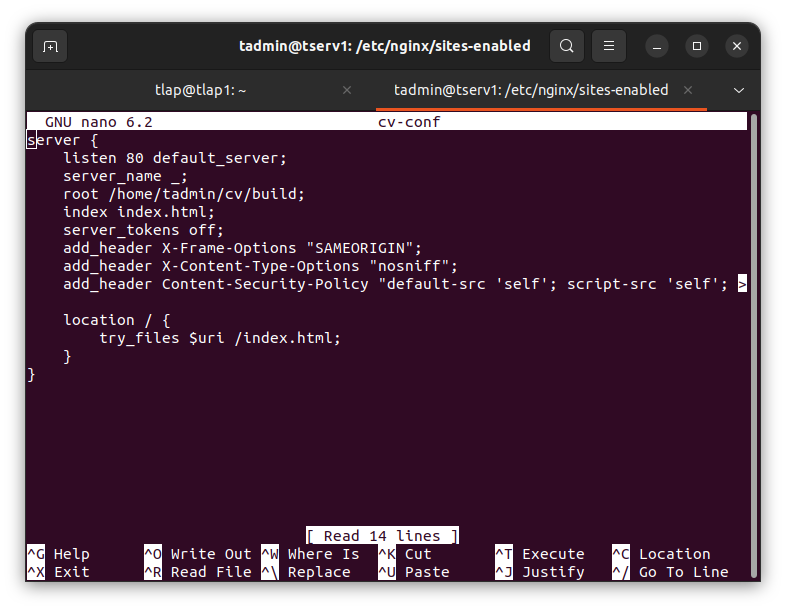 tadmin@tserv1: /etc/nginx/sites-enabled
tlap@tlap1: ~
tadmin@tserv1: /etc/nginx/sites-enabled
GNU nano 6.2 cv-conf
server {
    listen 80 default_server;
    server_name _;
    root /home/tadmin/cv/build;
    index index.html;
    server_tokens off;
    add_header X-Frame-Options "SAMEORIGIN";
    add_header X-Content-Type-Options "nosniff";
    add_header Content-Security-Policy "default-src 'self'; script-src 'self'; >
    location / {
        try_files $uri /index.html;
    }
}
[ Read 14 lines ]
^G Help ^O Write Out ^W Where Is ^K Cut ^T Execute ^C Location
^X Exit ^R Read File ^\ Replace ^U Paste ^J Justify ^/ Go To Line